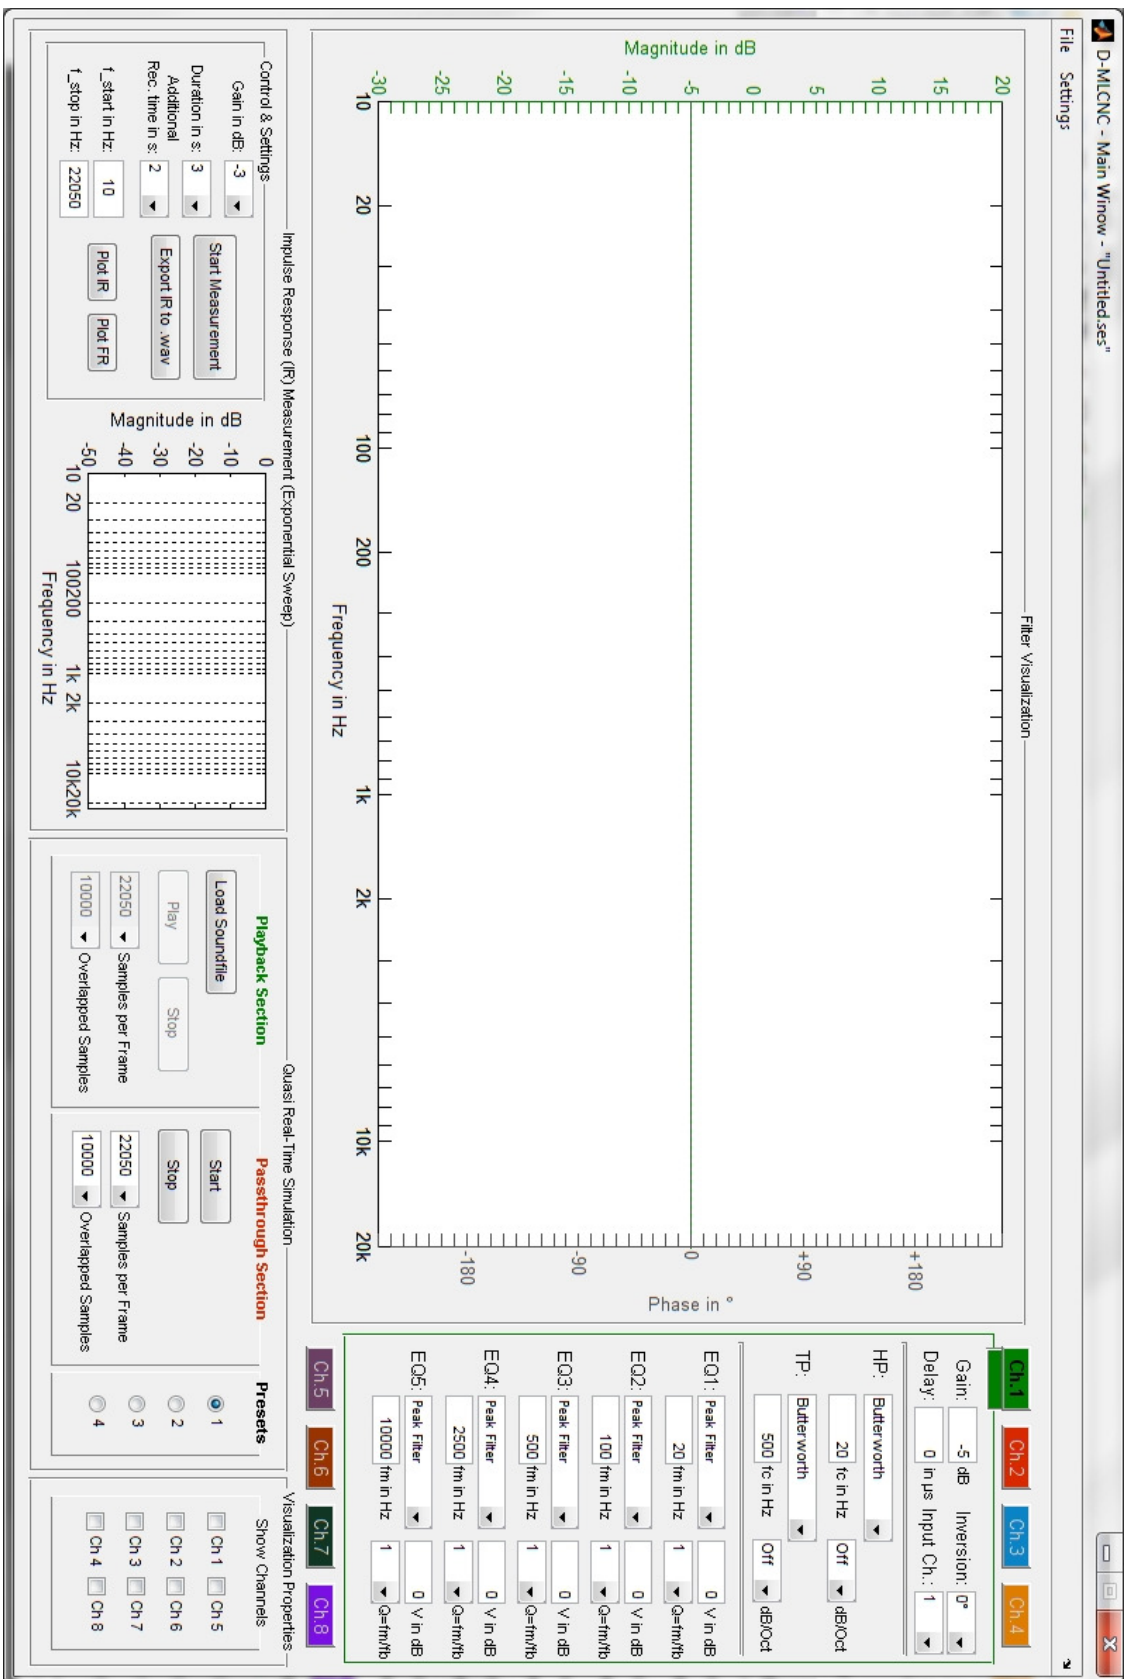 D-MLCNC - Main Winow - "Untitled.ses"
File Settings
Filter Visualization
Magnitude in dB
20
15
10
5
0
-5
-10
-15
-20
-25
-30
10 20 100 200 1k 2k 10k 20k
Frequency in Hz
+180
+90
0
-90
-180
Phase in °
Ch.1 Ch.2 Ch.3 Ch.4
Gain: -5 dB Inversion: 0°
Delay: 0 in µs Input Ch.: 1
HP: Butterworth
20 fc in Hz Off dB/Oct
TP: Butterworth
500 fc in Hz Off dB/Oct
EQ1: Peak Filter 0 V in dB
20 fm in Hz 1 Q=fm/fb
EQ2: Peak Filter 0 V in dB
100 fm in Hz 1 Q=fm/fb
EQ3: Peak Filter 0 V in dB
500 fm in Hz 1 Q=fm/fb
EQ4: Peak Filter 0 V in dB
2500 fm in Hz 1 Q=fm/fb
EQ5: Peak Filter 0 V in dB
10000 fm in Hz 1 Q=fm/fb
Ch.5 Ch.6 Ch.7 Ch.8
Impulse Response (IR) Measurement (Exponential Sweep)
Control & Settings
Gain in dB: -3
Duration in s: 3
Start Measurement
Additional
Rec. time in s: 2
Export IR to .wav
f_start in Hz: 10
f_stop in Hz: 22050
Plot IR Plot FR
Magnitude in dB
0
-10
-20
-30
-40
-50
10 20 100200 1k 2k 10k20k
Frequency in Hz
Quasi Real-Time Simulation
Playback Section
Load Soundfile
Play Stop
22050 Samples per Frame
10000 Overlapped Samples
Passthrough Section
Start
Stop
22050 Samples per Frame
10000 Overlapped Samples
Presets
1
2
3
4
Visualization Properties
Show Channels
Ch 1 Ch 5
Ch 2 Ch 6
Ch 3 Ch 7
Ch 4 Ch 8